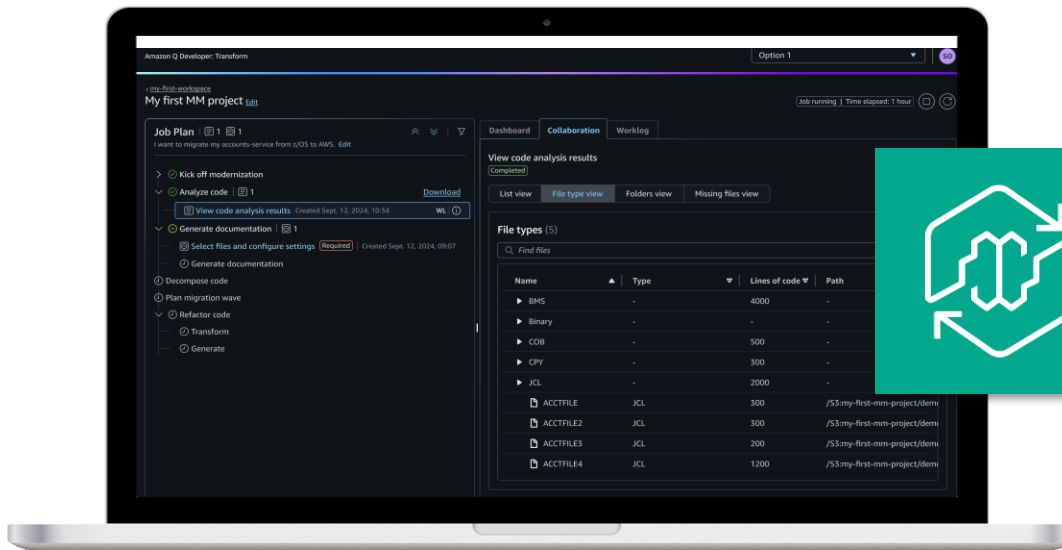 Amazon Q Developer: Transform
Option 1
SO
my-first-workspace
My first MM project Edit
Job running | Time elapsed: 1 hour
Job Plan 1 1
I want to migrate my accounts-service from z/OS to AWS. Edit
Kick off modernization
Analyze code 1 Download
View code analysis results Created Sept. 12, 2024, 10:34 WL
Generate documentation 1
Select files and configure settings Required Created Sept. 12, 2024, 09:07
Generate documentation
Decompose code
Plan migration wave
Refactor code
Transform
Generate
Dashboard Collaboration Worklog
View code analysis results
Completed
List view File type view Folders view Missing files view
File types (5)
Find files
Name Type Lines of code Path
BMS - 4000 -
Binary - - -
COB - 500 -
CPY - 300 -
JCL - 2000 -
ACCTFILE JCL 300 /S3:my-first-mm-project/dem
ACCTFILE2 JCL 300 /S3:my-first-mm-project/dem
ACCTFILE3 JCL 200 /S3:my-first-mm-project/dem
ACCTFILE4 JCL 1200 /S3:my-first-mm-project/dem